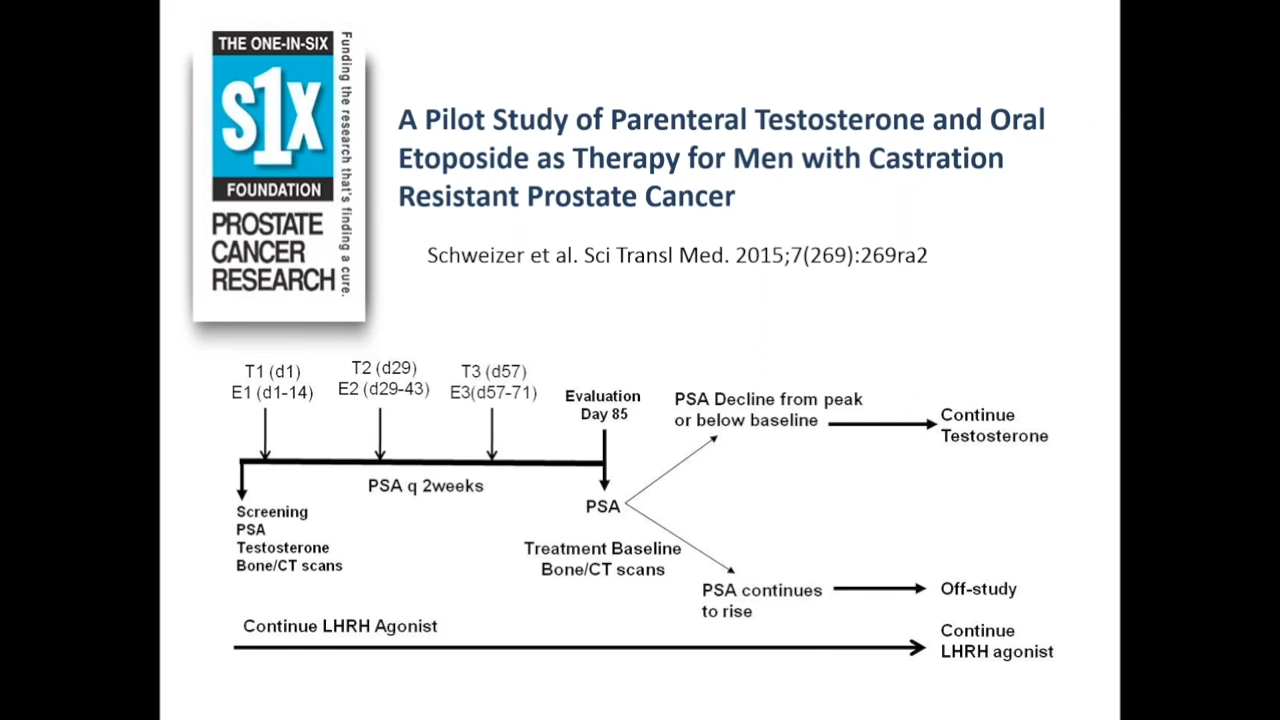 THE ONE-IN-SIX
S1X
FOUNDATION
PROSTATE
CANCER
RESEARCH
Funding the research that's finding a cure.
A Pilot Study of Parenteral Testosterone and Oral
Etoposide as Therapy for Men with Castration
Resistant Prostate Cancer
Schweizer et al. Sci Transl Med. 2015;7(269):269ra2
T1 (d1)
E1 (d1-14)
T2 (d29)
E2 (d29-43)
T3 (d57)
E3(d57-71)
Evaluation
Day 85
PSA Decline from peak
or below baseline
Continue
Testosterone
PSA q 2weeks
Screening
PSA
Testosterone
Bone/CT scans
PSA
Treatment Baseline
Bone/CT scans
PSA continues
to rise
Off-study
Continue LHRH Agonist
Continue
LHRH agonist